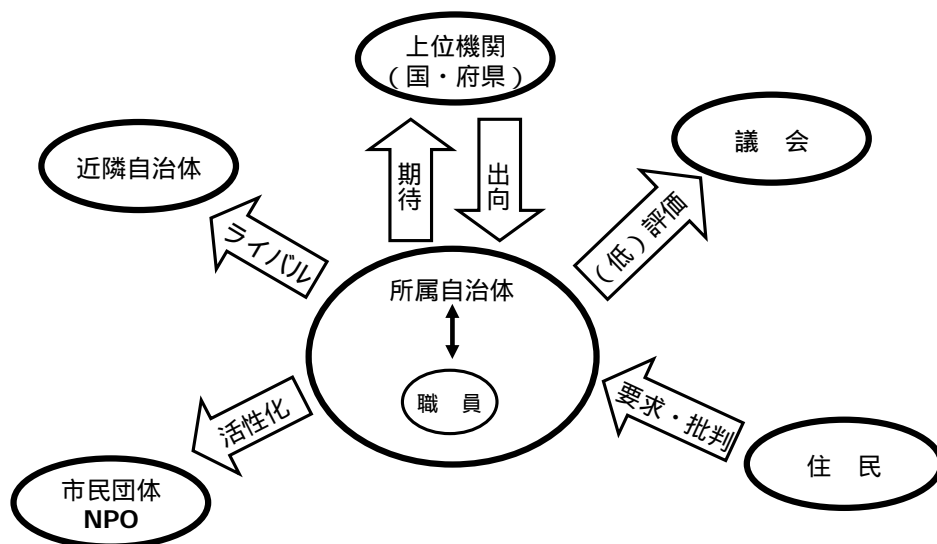 上位機関
(国・府県)
議　会
近隣自治体
期待
出向
ライバル
(低)評価
所属自治体
職　員
活性化
要求・批判
市民団体
NPO
住　民